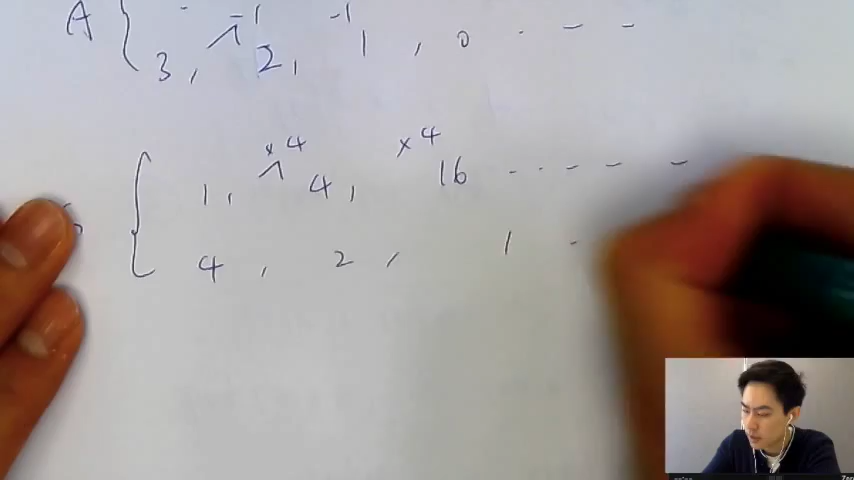 -1 -1
A { 3, 2, 1, 0 . - -
×4 ×4
{ 1, 4, 16 - - - - -
4, 2, 1 -